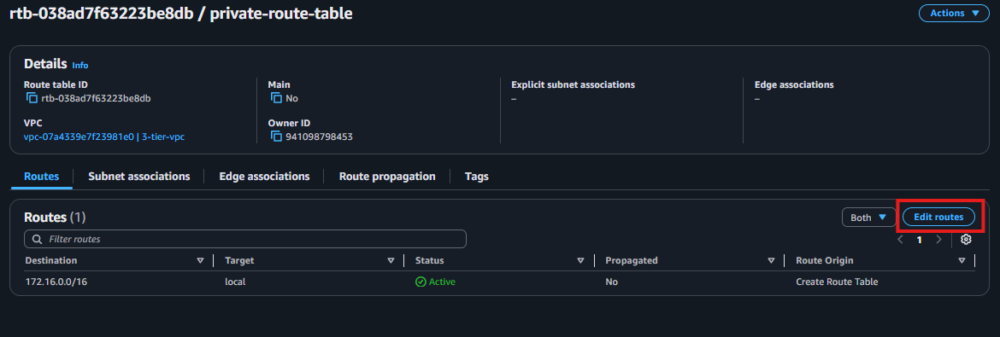 rtb-038ad7f63223be8db / private-route-table
Actions
Details Info
Route table ID
rtb-038ad7f63223be8db
Main
No
Explicit subnet associations
–
Edge associations
–
VPC
vpc-07a4339e7f23981e0 | 3-tier-vpc
Owner ID
941098798453
Routes
Subnet associations
Edge associations
Route propagation
Tags
Routes (1)
Both
Edit routes
Filter routes
1
Destination
Target
Status
Propagated
Route Origin
172.16.0.0/16
local
Active
No
Create Route Table